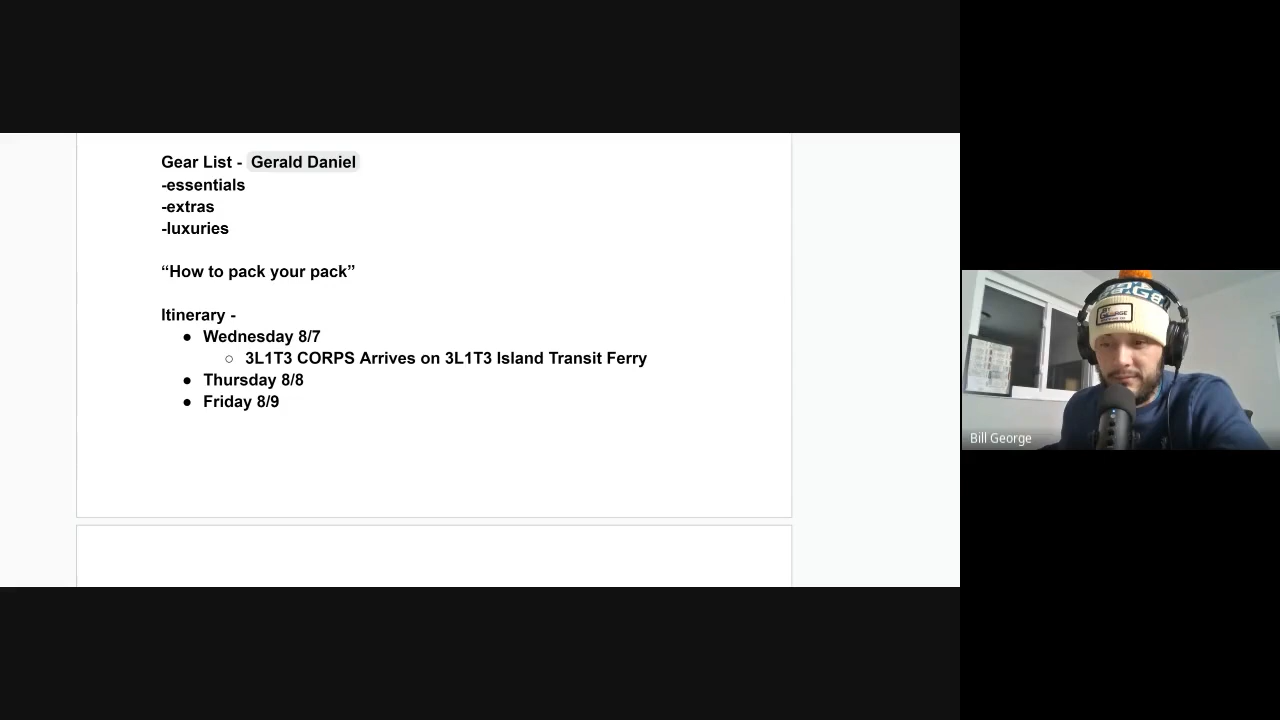 Gear List - Gerald Daniel
-essentials
-extras
-luxuries
“How to pack your pack”
Itinerary -
● Wednesday 8/7
○ 3L1T3 CORPS Arrives on 3L1T3 Island Transit Ferry
● Thursday 8/8
● Friday 8/9
Bill George